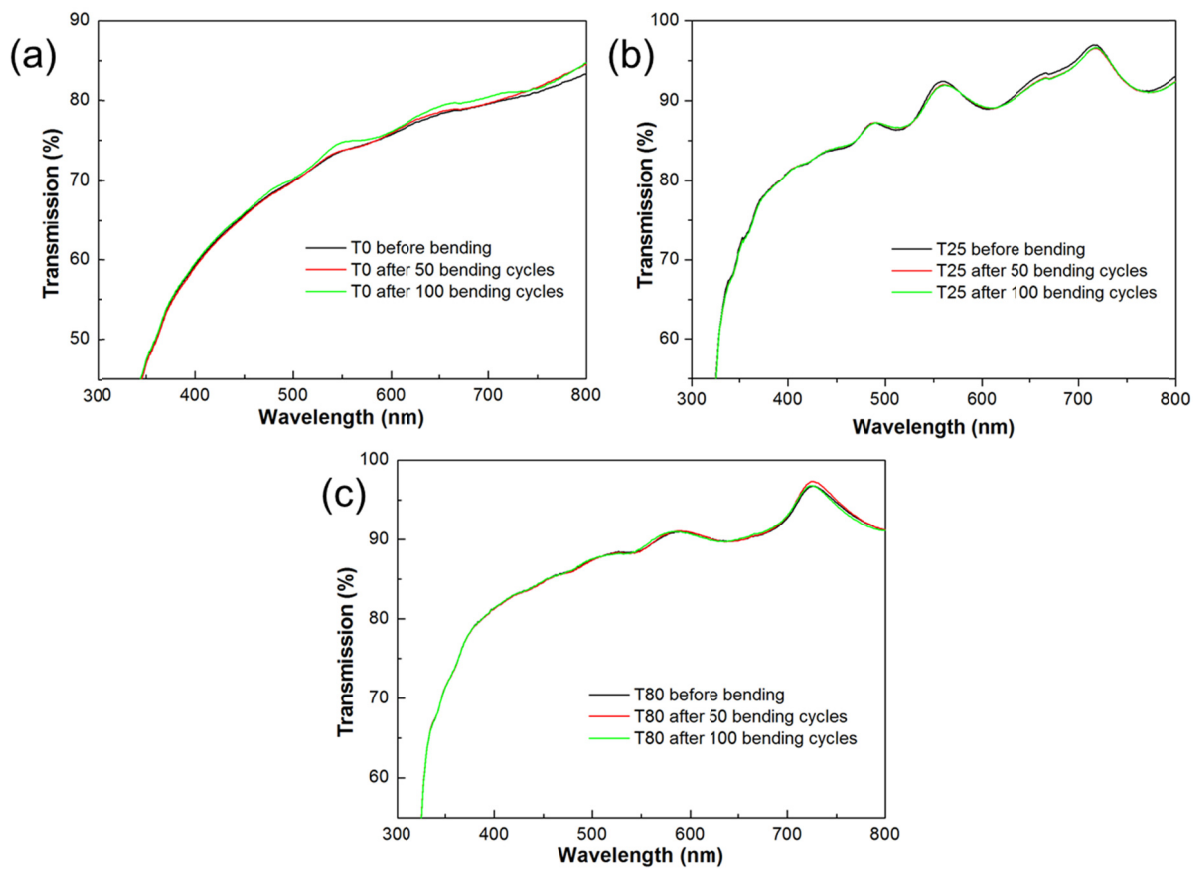 (a)
90
80
70
60
50
Transmission (%)
T0 before bending
T0 after 50 bending cycles
T0 after 100 bending cycles
300 400 500 600 700 800
Wavelength (nm)
(b)
100
90
80
70
60
Transmission (%)
T25 before bending
T25 after 50 bending cycles
T25 after 100 bending cycles
300 400 500 600 700 800
Wavelength (nm)
(c)
100
90
80
70
60
Transmission (%)
T80 before bending
T80 after 50 bending cycles
T80 after 100 bending cycles
300 400 500 600 700 800
Wavelength (nm)